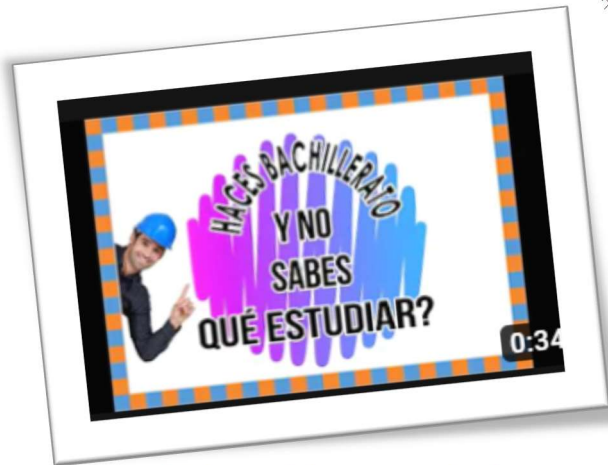 HACES BACHILLERATO
Y NO
SABES
QUÉ ESTUDIAR?
0:34